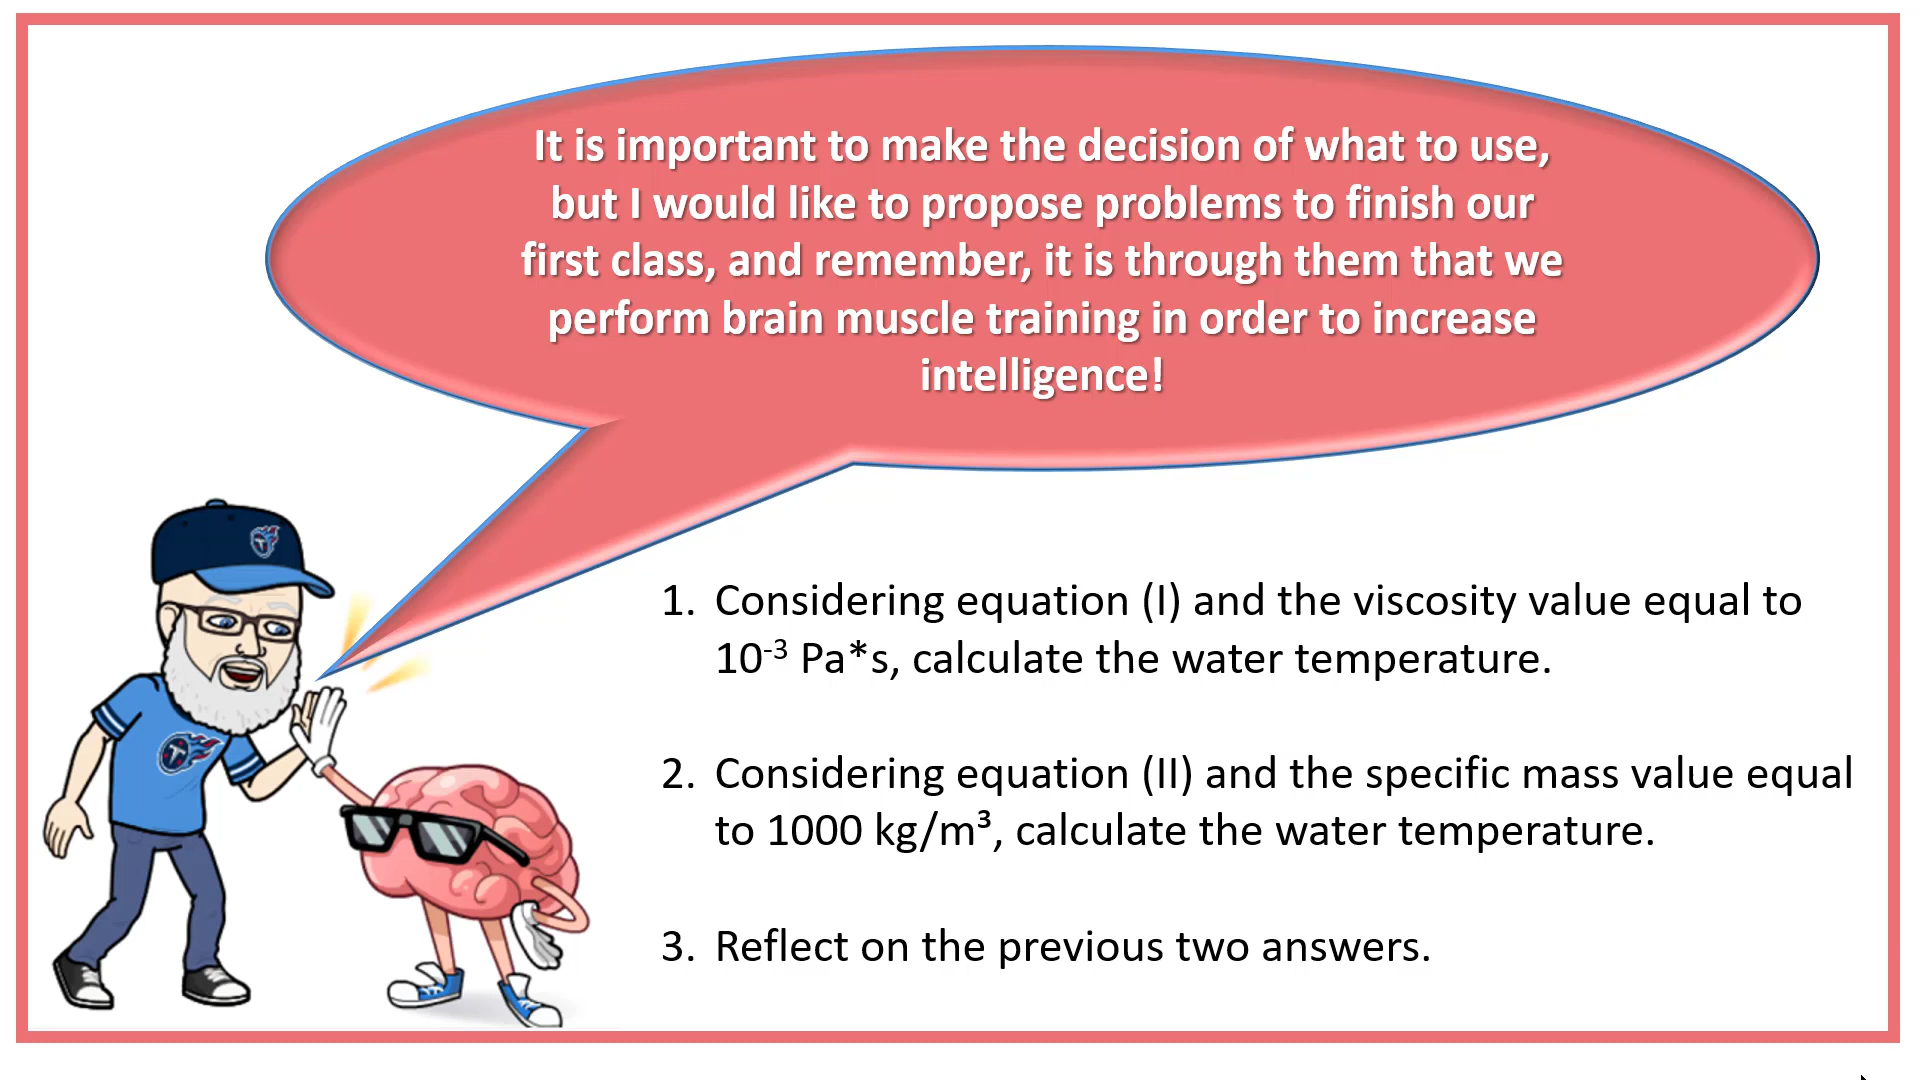 It is important to make the decision of what to use,
but I would like to propose problems to finish our
first class, and remember, it is through them that we
perform brain muscle training in order to increase
intelligence!
1. Considering equation (I) and the viscosity value equal to
10⁻³ Pa*s, calculate the water temperature.
2. Considering equation (II) and the specific mass value equal
to 1000 kg/m³, calculate the water temperature.
3. Reflect on the previous two answers.